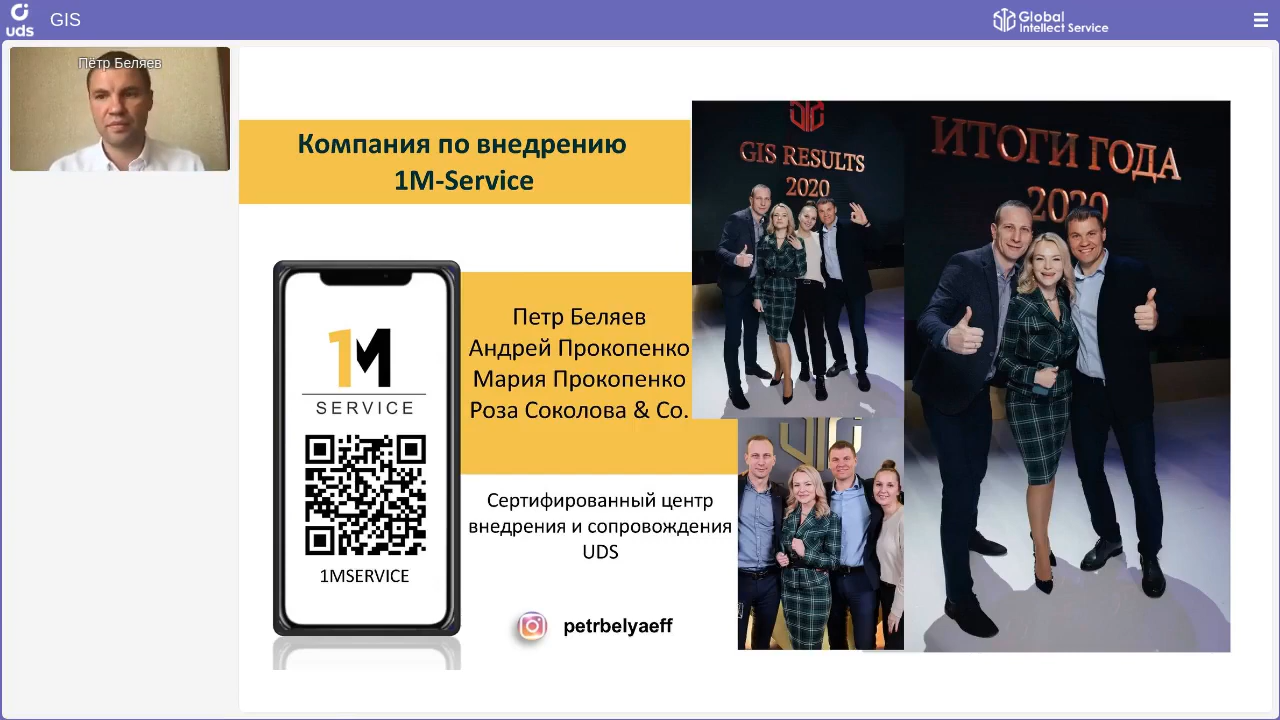 uds
GIS
Global
Intellect Service
Пётр Беляев
Компания по внедрению
1M-Service
GIS RESULTS
2020
ИТОГИ ГОДА
2020
1M
SERVICE
1MSERVICE
Петр Беляев
Андрей Прокопенко
Мария Прокопенко
Роза Соколова & Co.
Сертифированный центр
внедрения и сопровождения
UDS
petrbelyaeff